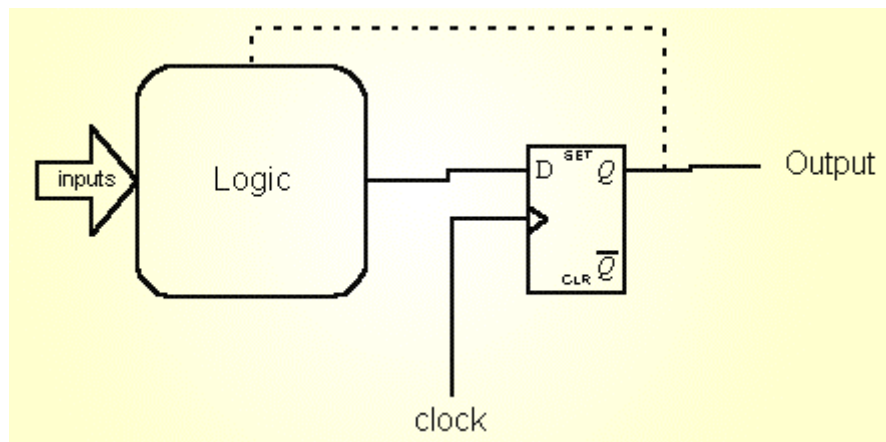 inputs
Logic
D
SET
Q
Output
CLR
Q̅
clock